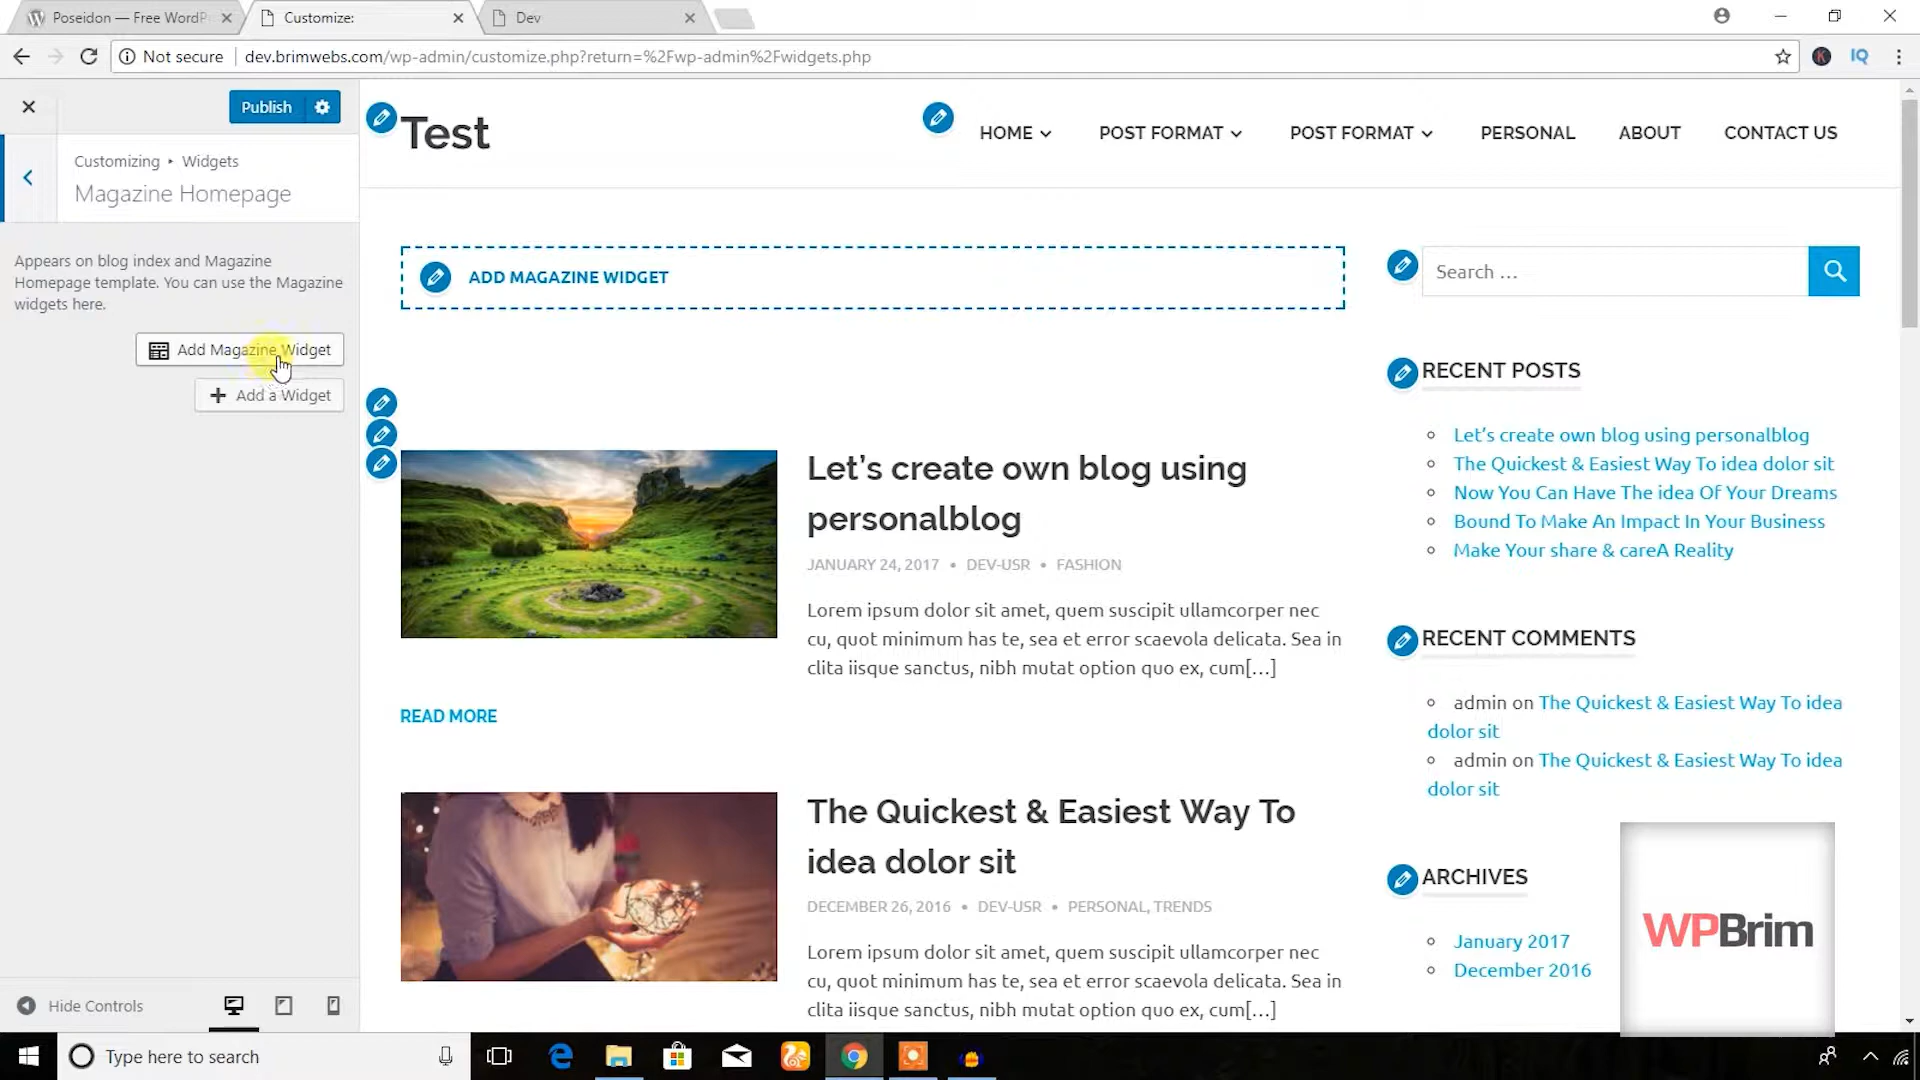 Poseidon — Free WordP
Customize:
Dev
Not secure
dev.brimwebs.com/wp-admin/customize.php?return=%2Fwp-admin%2Fwidgets.php
IQ
Publish
Customizing ▸ Widgets
Magazine Homepage
Appears on blog index and Magazine
Homepage template. You can use the Magazine
widgets here.
Add Magazine Widget
Add a Widget
Hide Controls
Test
HOME
POST FORMAT
POST FORMAT
PERSONAL
ABOUT
CONTACT US
ADD MAGAZINE WIDGET
Let’s create own blog using
personalblog
JANUARY 24, 2017 • DEV-USR • FASHION
Lorem ipsum dolor sit amet, quem suscipit ullamcorper nec
cu, quot minimum has te, sea et error scaevola delicata. Sea in
clita iisque sanctus, nibh mutat option quo ex, cum[…]
READ MORE
The Quickest & Easiest Way To
idea dolor sit
DECEMBER 26, 2016 • DEV-USR • PERSONAL, TRENDS
Lorem ipsum dolor sit amet, quem suscipit ullamcorper nec
cu, quot minimum has te, sea et error scaevola delicata. Sea in
clita iisque sanctus, nibh mutat option quo ex, cum[…]
Search …
RECENT POSTS
Let’s create own blog using personalblog
The Quickest & Easiest Way To idea dolor sit
Now You Can Have The idea Of Your Dreams
Bound To Make An Impact In Your Business
Make Your share & careA Reality
RECENT COMMENTS
admin on The Quickest & Easiest Way To idea
dolor sit
admin on The Quickest & Easiest Way To idea
dolor sit
ARCHIVES
January 2017
December 2016
WPBrim
Type here to search